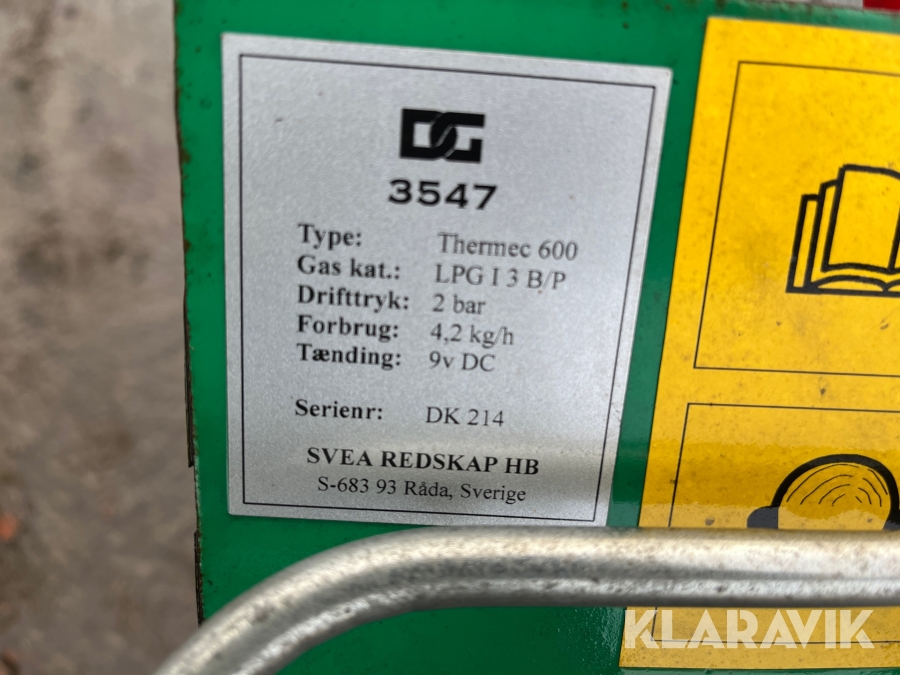 DG
3547
Type: Thermec 600
Gas kat.: LPG I 3 B/P
Drifttryk: 2 bar
Forbrug: 4,2 kg/h
Tænding: 9v DC
Serienr: DK 214
SVEA REDSKAP HB
S-683 93 Råda, Sverige
KLARAVIK